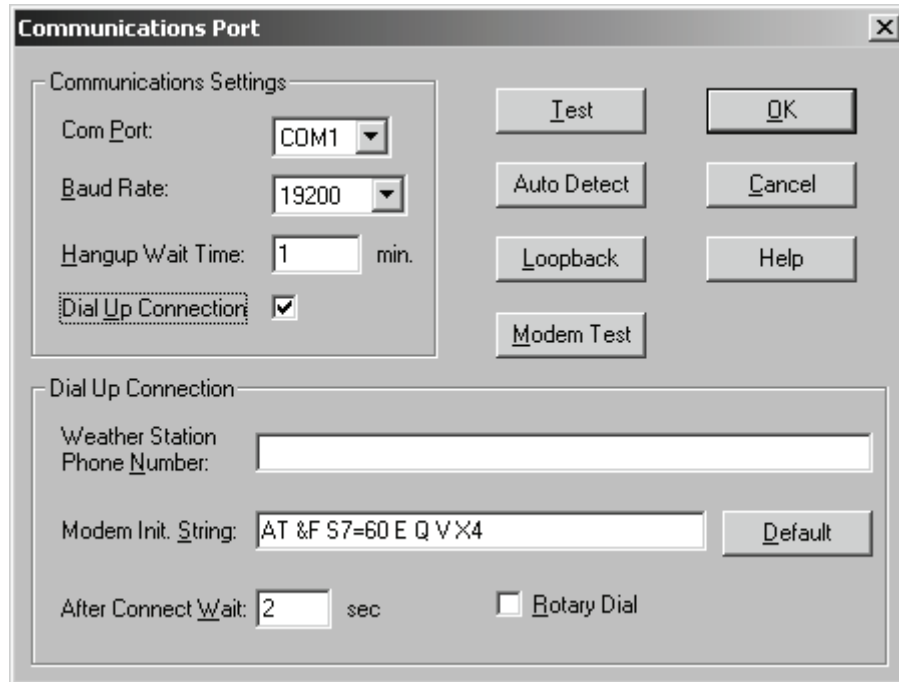 Communications Port
Communications Settings
Com Port:
COM1
Baud Rate:
19200
Hangup Wait Time:
1
min.
Dial Up Connection
Test
OK
Auto Detect
Cancel
Loopback
Help
Modem Test
Dial Up Connection
Weather Station
Phone Number:
Modem Init. String:
AT &F S7=60 E Q V X4
Default
After Connect Wait:
2
sec
Rotary Dial